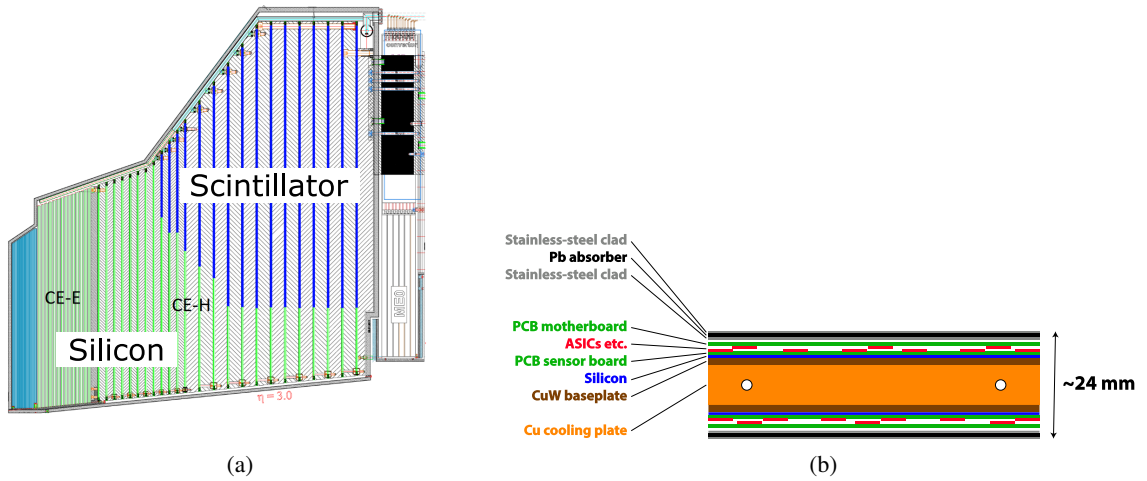 Scintillator
CE-E
CE-H
Silicon
η = 3.0
converter
ME0
(a)
Stainless-steel clad
Pb absorber
Stainless-steel clad
PCB motherboard
ASICs etc.
PCB sensor board
Silicon
CuW baseplate
Cu cooling plate
~24 mm
(b)